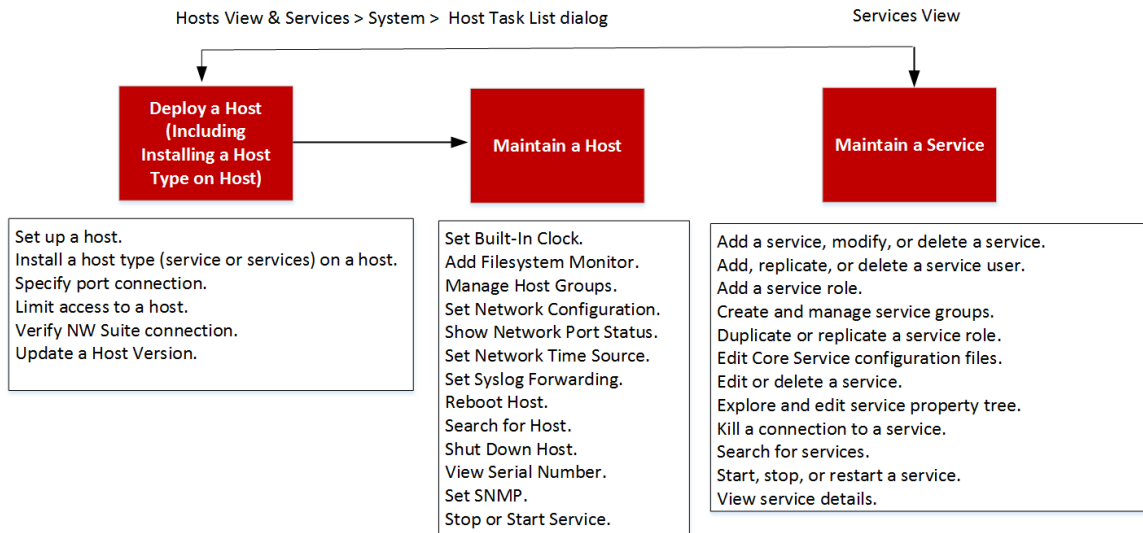 Hosts View & Services > System > Host Task List dialog
Services View
Deploy a Host
(Including
Installing a Host
Type on Host)
Maintain a Host
Maintain a Service
Set up a host.
Install a host type (service or services) on a host.
Specify port connection.
Limit access to a host.
Verify NW Suite connection.
Update a Host Version.
Set Built-In Clock.
Add Filesystem Monitor.
Manage Host Groups.
Set Network Configuration.
Show Network Port Status.
Set Network Time Source.
Set Syslog Forwarding.
Reboot Host.
Search for Host.
Shut Down Host.
View Serial Number.
Set SNMP.
Stop or Start Service.
Add a service, modify, or delete a service.
Add, replicate, or delete a service user.
Add a service role.
Create and manage service groups.
Duplicate or replicate a service role.
Edit Core Service configuration files.
Edit or delete a service.
Explore and edit service property tree.
Kill a connection to a service.
Search for services.
Start, stop, or restart a service.
View service details.